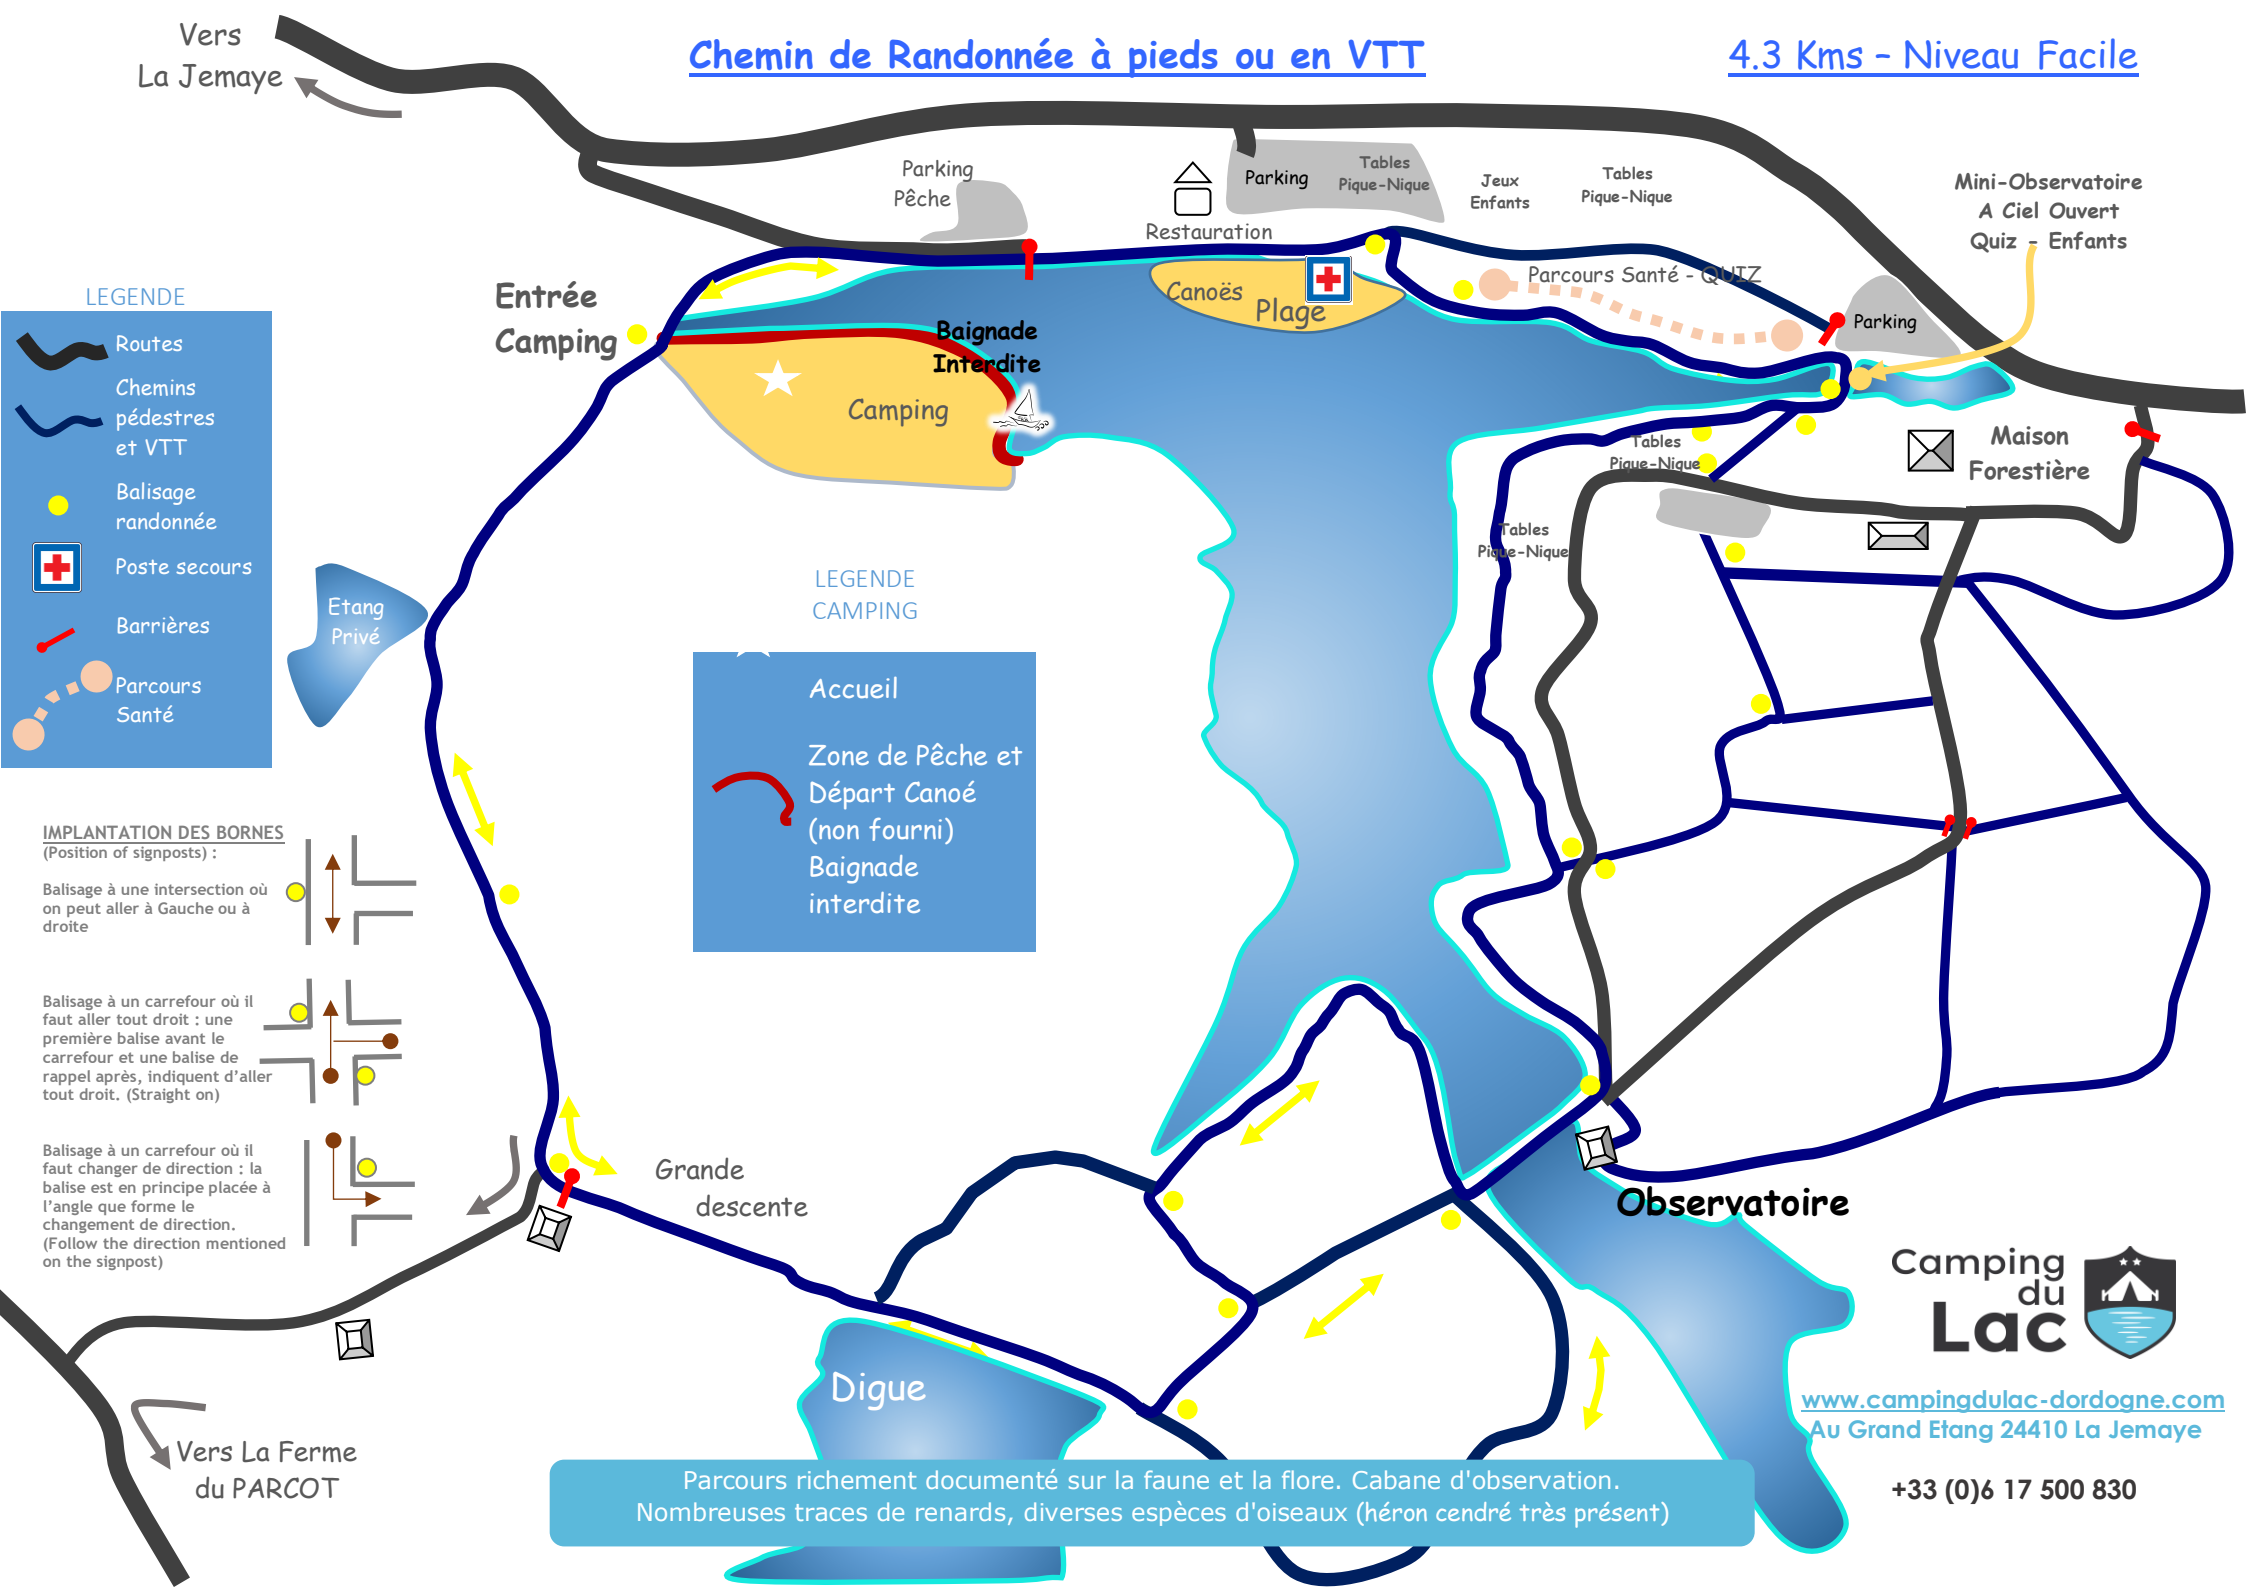 Vers
La Jemaye
Chemin de Randonnée à pieds ou en VTT
4.3 Kms – Niveau Facile
Parking
Pêche
Restauration
Parking
Tables
Pique-Nique
Jeux
Enfants
Tables
Pique-Nique
Mini-Observatoire
A Ciel Ouvert
Quiz - Enfants
Entrée
Camping
Canoës
Plage
Parcours Santé - QUIZ
Parking
Baignade
Interdite
Camping
Tables
Pique-Nique
Maison
Forestière
Tables
Pique-Nique
LEGENDE
Routes
Chemins
pédestres
et VTT
Balisage
randonnée
Poste secours
Barrières
Parcours
Santé
Etang
Privé
LEGENDE
CAMPING
Accueil
Zone de Pêche et
Départ Canoé
(non fourni)
Baignade
interdite
IMPLANTATION DES BORNES
(Position of signposts) :
Balisage à une intersection où
on peut aller à Gauche ou à
droite
Balisage à un carrefour où il
faut aller tout droit : une
première balise avant le
carrefour et une balise de
rappel après, indiquent d’aller
tout droit. (Straight on)
Balisage à un carrefour où il
faut changer de direction : la
balise est en principe placée à
l’angle que forme le
changement de direction.
(Follow the direction mentioned
on the signpost)
Grande
descente
Observatoire
Digue
Vers La Ferme
du PARCOT
Camping
du
Lac
www.campingdulac-dordogne.com
Au Grand Etang 24410 La Jemaye
+33 (0)6 17 500 830
Parcours richement documenté sur la faune et la flore. Cabane d'observation.
Nombreuses traces de renards, diverses espèces d'oiseaux (héron cendré très présent)